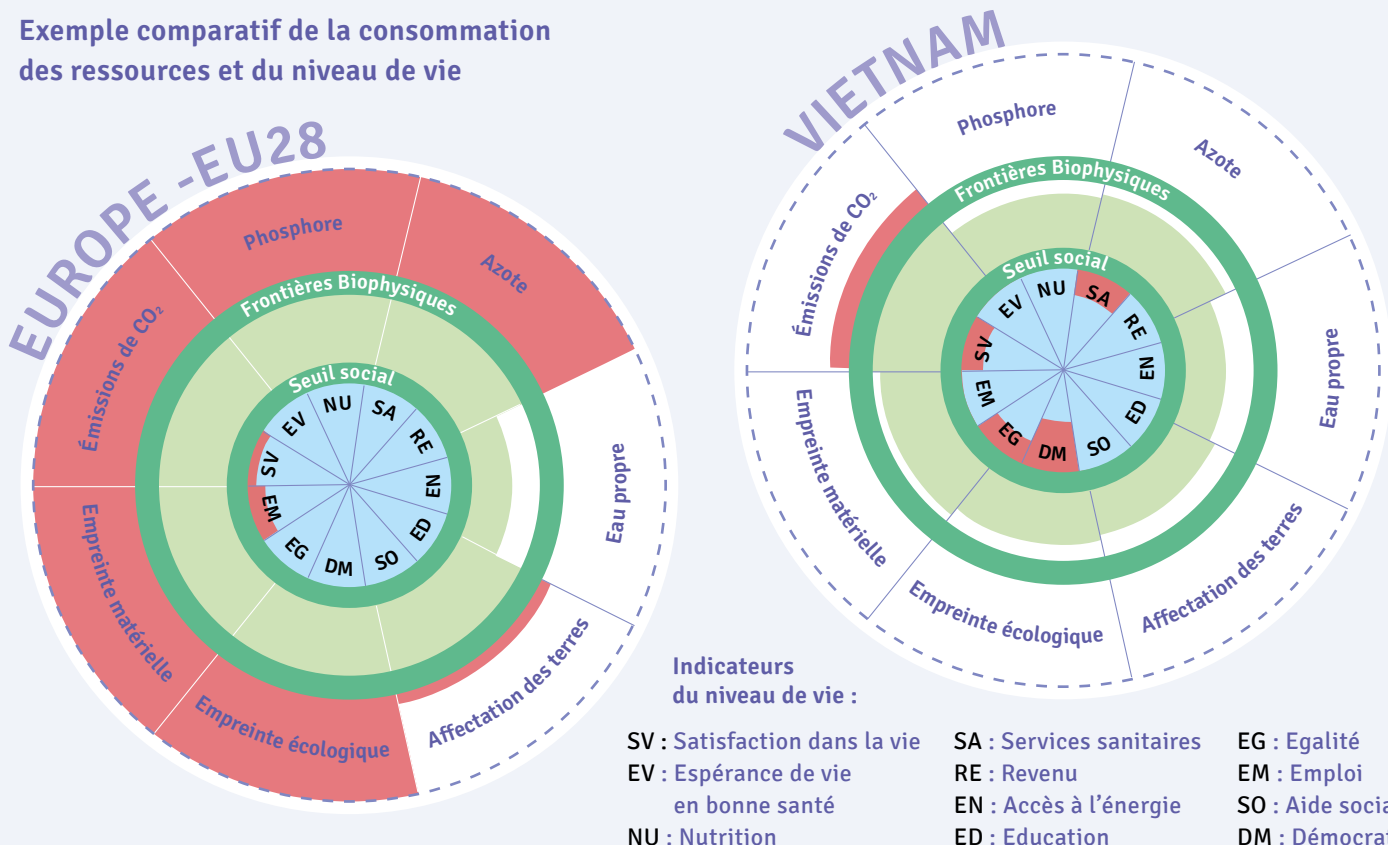 Exemple comparatif de la consommation
des ressources et du niveau de vie
EUROPE -EU28
Phosphore
Azote
Eau propre
Affectation des terres
Empreinte écologique
Empreinte matérielle
Émissions de CO₂
Frontières Biophysiques
Seuil social
NU
SA
RE
EN
ED
SO
DM
EG
EM
SV
EV
VIETNAM
Phosphore
Azote
Eau propre
Affectation des terres
Empreinte écologique
Empreinte matérielle
Émissions de CO₂
Frontières Biophysiques
Seuil social
NU
SA
RE
EN
ED
SO
DM
EG
EM
SV
EV
Indicateurs
du niveau de vie :
SV : Satisfaction dans la vie
EV : Espérance de vie
en bonne santé
NU : Nutrition
SA : Services sanitaires
RE : Revenu
EN : Accès à l’énergie
ED : Education
EG : Egalité
EM : Emploi
SO : Aide
DM :